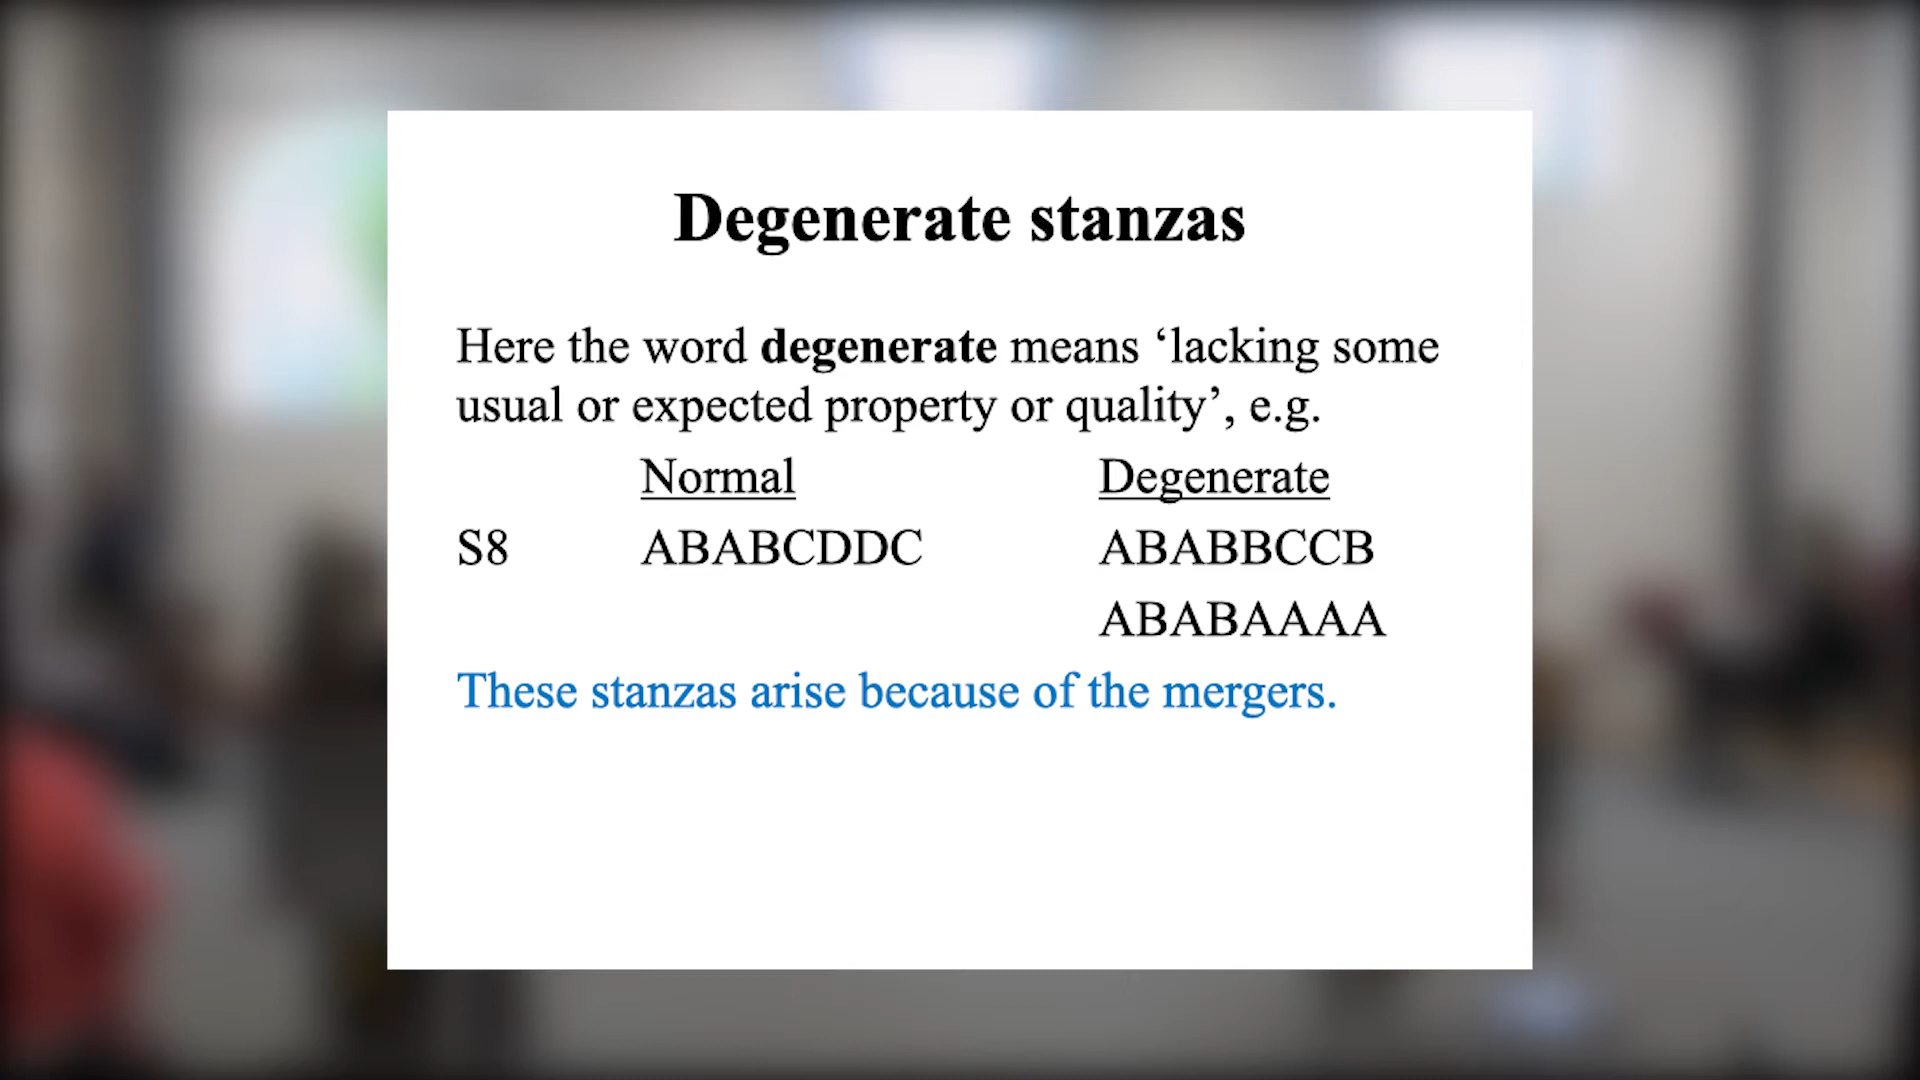 Degenerate stanzas
Here the word degenerate means ‘lacking some
usual or expected property or quality’, e.g.
Normal Degenerate
S8 ABABCDDC ABABBCCB
ABABAAAA
These stanzas arise because of the mergers.